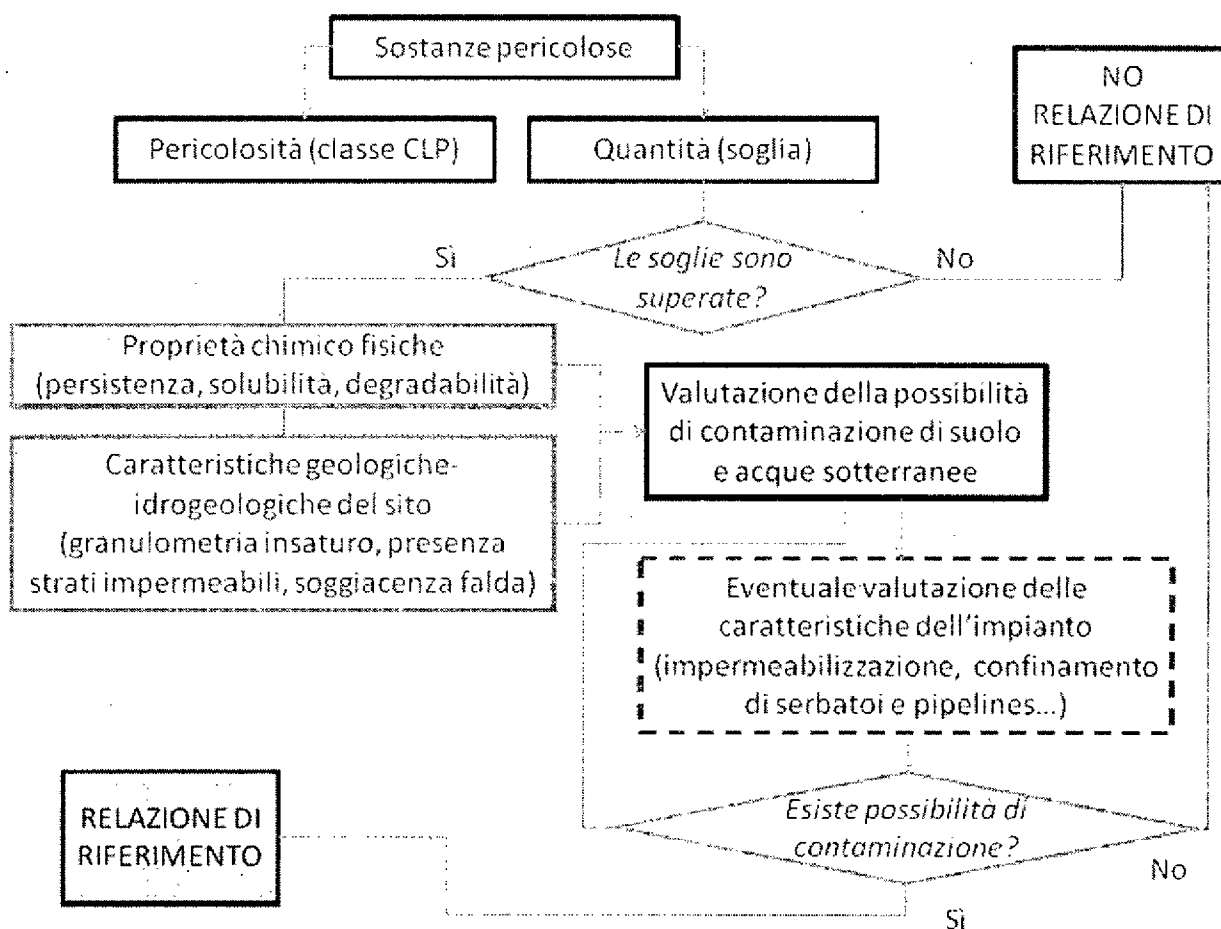 Sostanze pericolose
NO
RELAZIONE DI
RIFERIMENTO
Pericolosità (classe CLP)
Quantità (soglia)
Sì
Le soglie sono
superate?
No
Proprietà chimico fisiche
(persistenza, solubilità, degradabilità)
Valutazione della possibilità
di contaminazione di suolo
e acque sotterranee
Caratteristiche geologiche-
idrogeologiche del sito
(granulometria insaturo, presenza
strati impermeabili, soggiacenza falda)
Eventuale valutazione delle
caratteristiche dell'impianto
(impermeabilizzazione, confinamento
di serbatoi e pipelines...)
RELAZIONE DI
RIFERIMENTO
Esiste possibilità di
contaminazione?
No
Sì